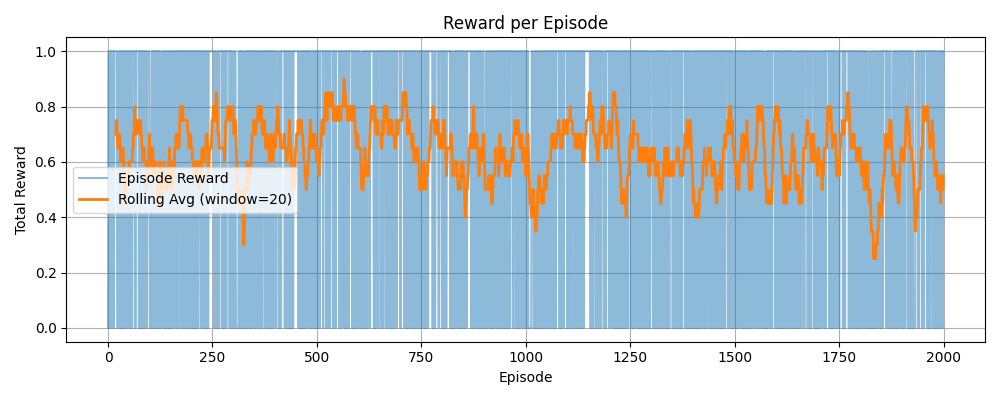 Reward per Episode
Total Reward
1.0
0.8
0.6
0.4
0.2
0.0
Episode Reward
Rolling Avg (window=20)
0 250 500 750 1000 1250 1500 1750 2000
Episode